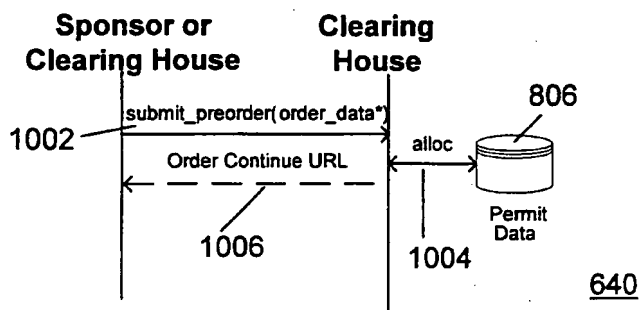 Sponsor or
Clearing House
Clearing
House
806
submit_preorder(order_data*)
1002
alloc
Order Continue URL
Permit
Data
1006
1004
640